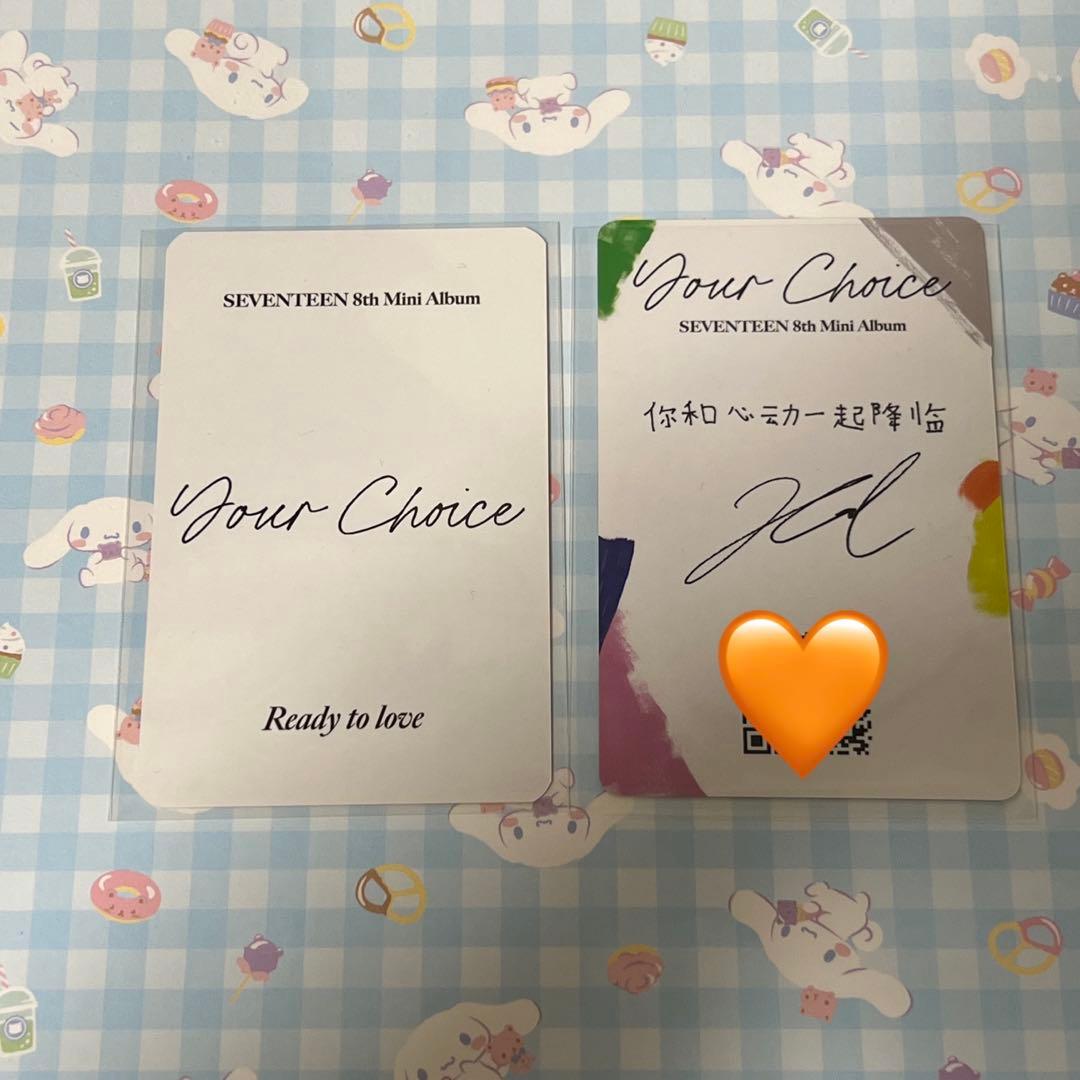 SEVENTEEN 8th Mini Album
Your Choice
Ready to love
Your Choice
SEVENTEEN 8th Mini Album
你和心动一起降临